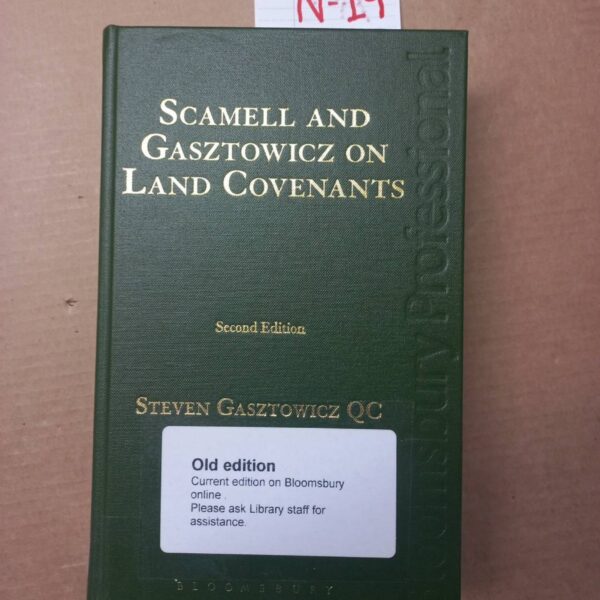 N-19
SCAMELL AND
GASZTOWICZ ON
LAND COVENANTS
Second Edition
STEVEN GASZTOWICZ QC
Old edition
Current edition on Bloomsbury
online .
Please ask Library staff for
assistance.
BLOOMSBURY
Bloomsbury Professional